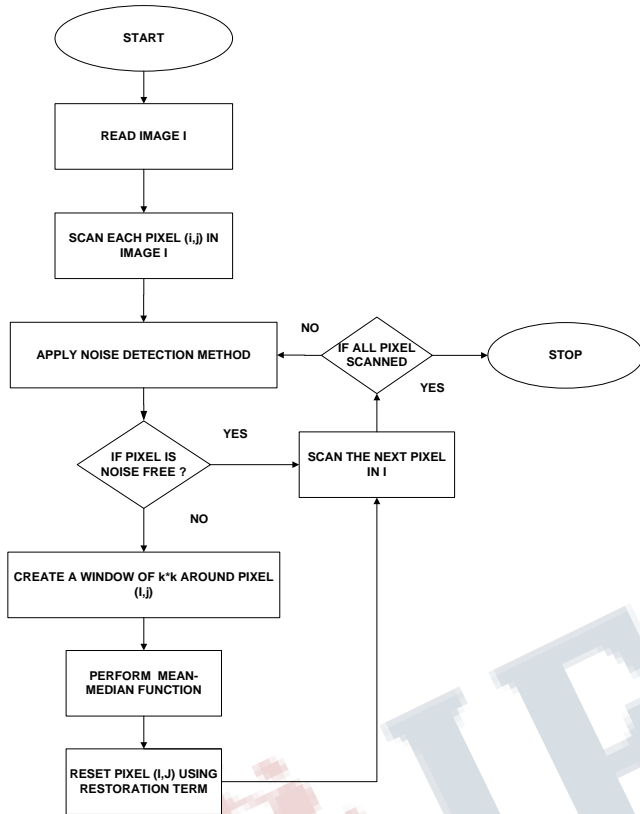 START
READ IMAGE I
SCAN EACH PIXEL (i,j) IN
IMAGE I
APPLY NOISE DETECTION METHOD
NO
IF ALL PIXEL
SCANNED
YES
STOP
IF PIXEL IS
NOISE FREE ?
YES
SCAN THE NEXT PIXEL
IN I
NO
CREATE A WINDOW OF k*k AROUND PIXEL
(I,j)
PERFORM MEAN-
MEDIAN FUNCTION
RESET PIXEL (I,J) USING
RESTORATION TERM